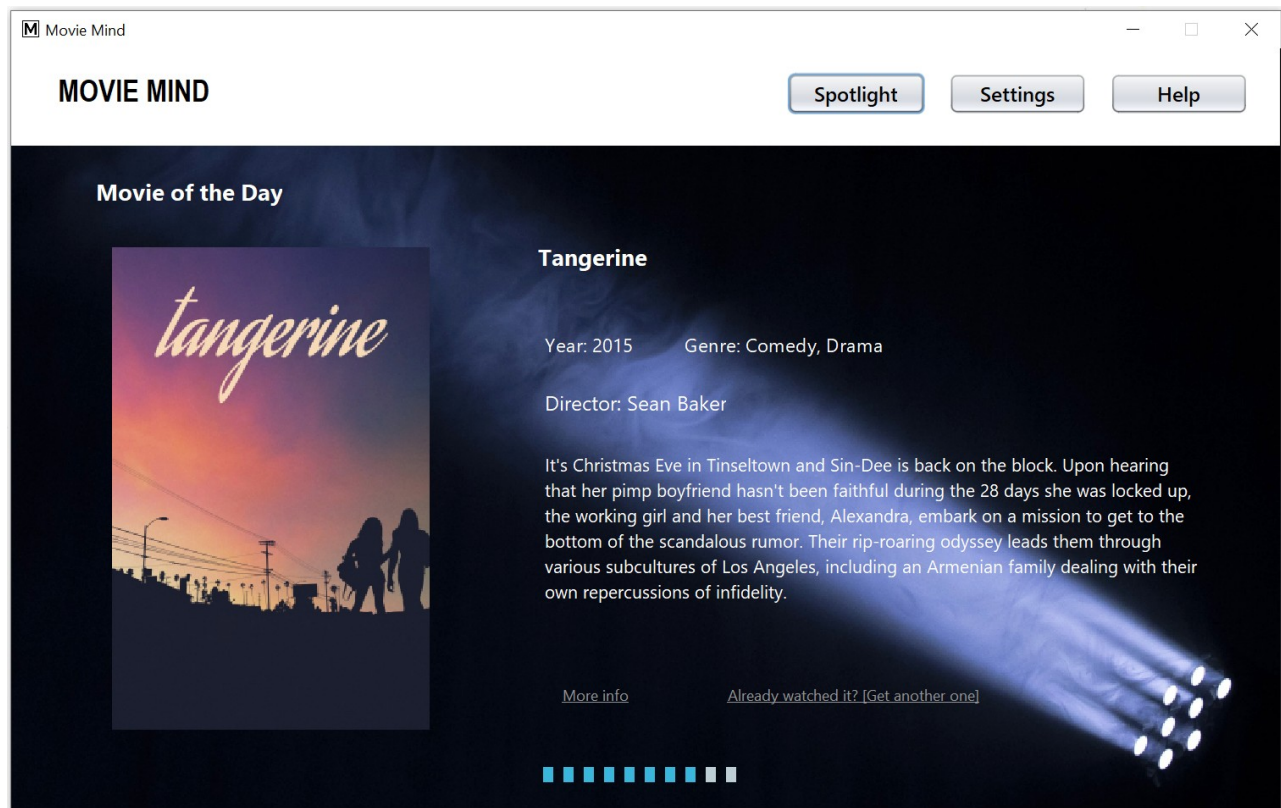 M Movie Mind
MOVIE MIND
Spotlight
Settings
Help
Movie of the Day
tangerine
Tangerine
Year: 2015
Genre: Comedy, Drama
Director: Sean Baker
It's Christmas Eve in Tinseltown and Sin-Dee is back on the block. Upon hearing
that her pimp boyfriend hasn't been faithful during the 28 days she was locked up,
the working girl and her best friend, Alexandra, embark on a mission to get to the
bottom of the scandalous rumor. Their rip-roaring odyssey leads them through
various subcultures of Los Angeles, including an Armenian family dealing with their
own repercussions of infidelity.
More info
Already watched it? [Get another one]